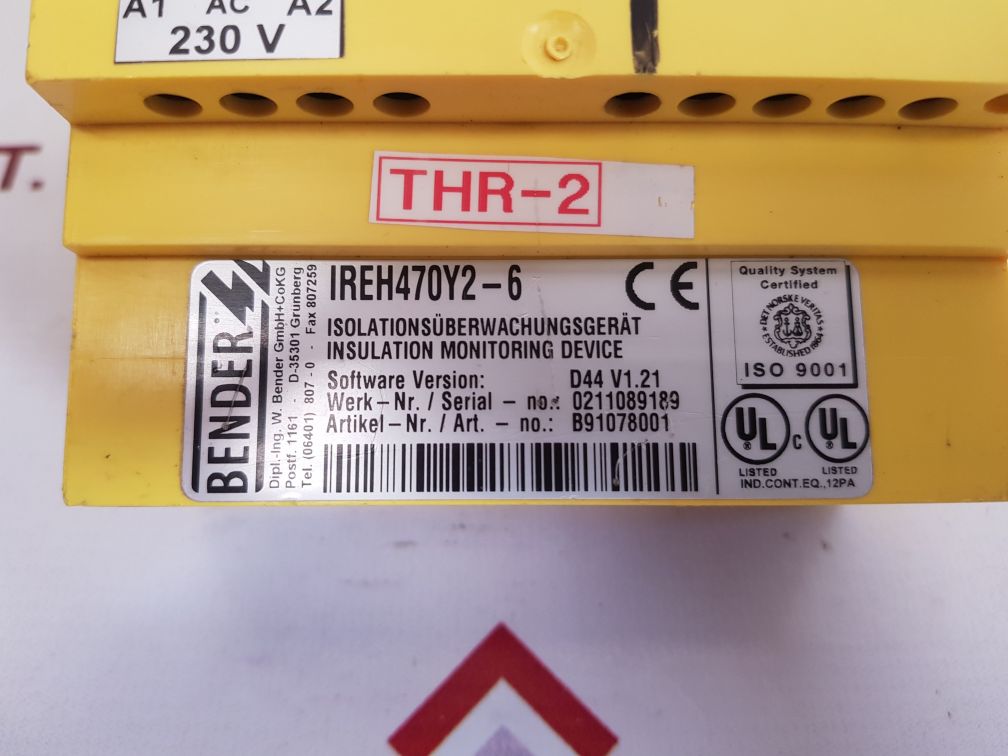 A1 AC A2
230 V
T.
THR-2
BENDER
Dipl.-Ing. W. Bender GmbH+CoKG
Postf. 1161 - D-35301 Grünberg
Tel. (06401) 807 - 0 - Fax 807259
IREH470Y2-6
CE
ISOLATIONSÜBERWACHUNGSGERÄT
INSULATION MONITORING DEVICE
Software Version: D44 V1.21
Werk-Nr. / Serial - no.: 0211089189
Artikel-Nr. / Art. - no.: B91078001
Quality System
Certified
DET NORSKE VERITAS
ESTABLISHED 1864
ISO 9001
UL C UL
LISTED LISTED
IND.CONT.EQ.,12PA